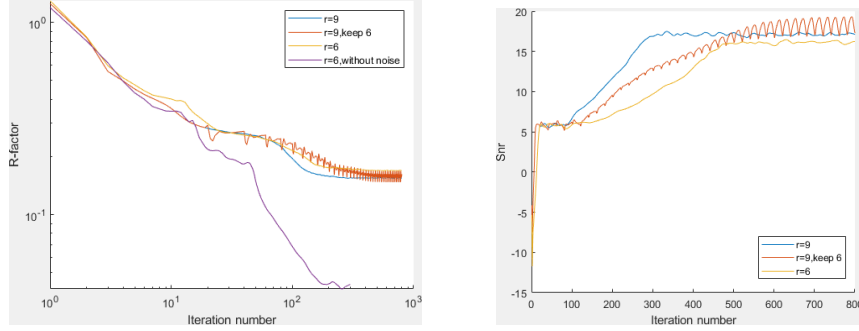 R-factor
10^0
10^-1
10^0
10^1
10^2
10^3
Iteration number
r=9
r=9,keep 6
r=6
r=6,without noise
Snr
20
15
10
5
0
-5
-10
-15
0
100
200
300
400
500
600
700
800
Iteration number
r=9
r=9,keep 6
r=6